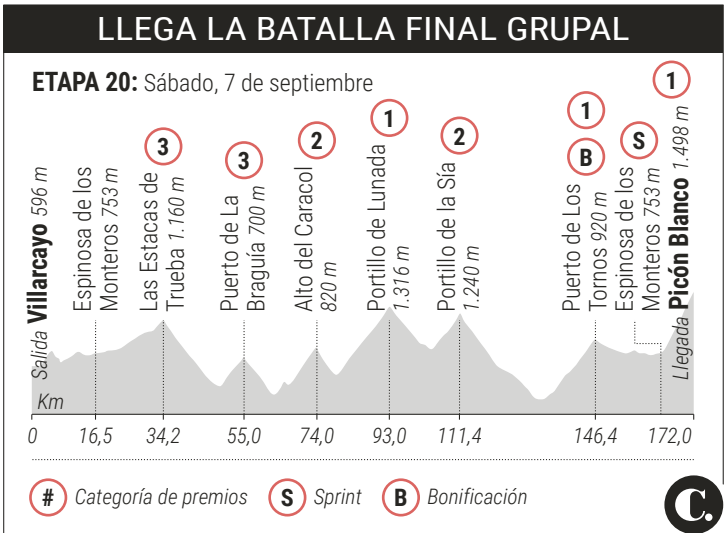 LLEGA LA BATALLA FINAL GRUPAL
ETAPA 20: Sábado, 7 de septiembre
Salida Villarcayo 596 m
Espinosa de los
Monteros 753 m
3
Las Estacas de
Trueba 1.160 m
3
Puerto de La
Braguía 700 m
2
Alto del Caracol
820 m
1
Portillo de Lunada
1.316 m
2
Portillo de la Sía
1.240 m
1
B
Puerto de Los
Tornos 920 m
S
Espinosa de los
Monteros 753 m
1
Llegada Picón Blanco 1.498 m
Km
0 16,5 34,2 55,0 74,0 93,0 111,4 146,4 172,0
# Categoría de premios S Sprint B Bonificación
C.